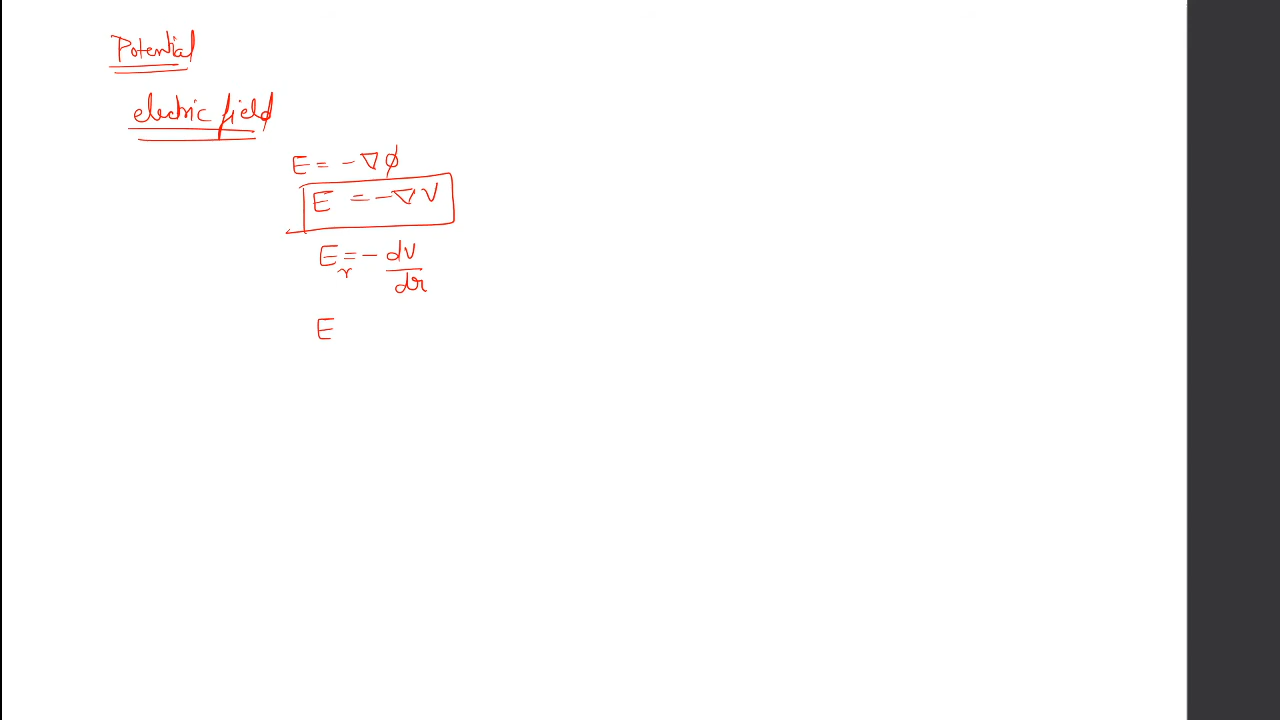 Potential
electric field
E = - ∇φ
E = - ∇V
E_r = - dV/dr
E